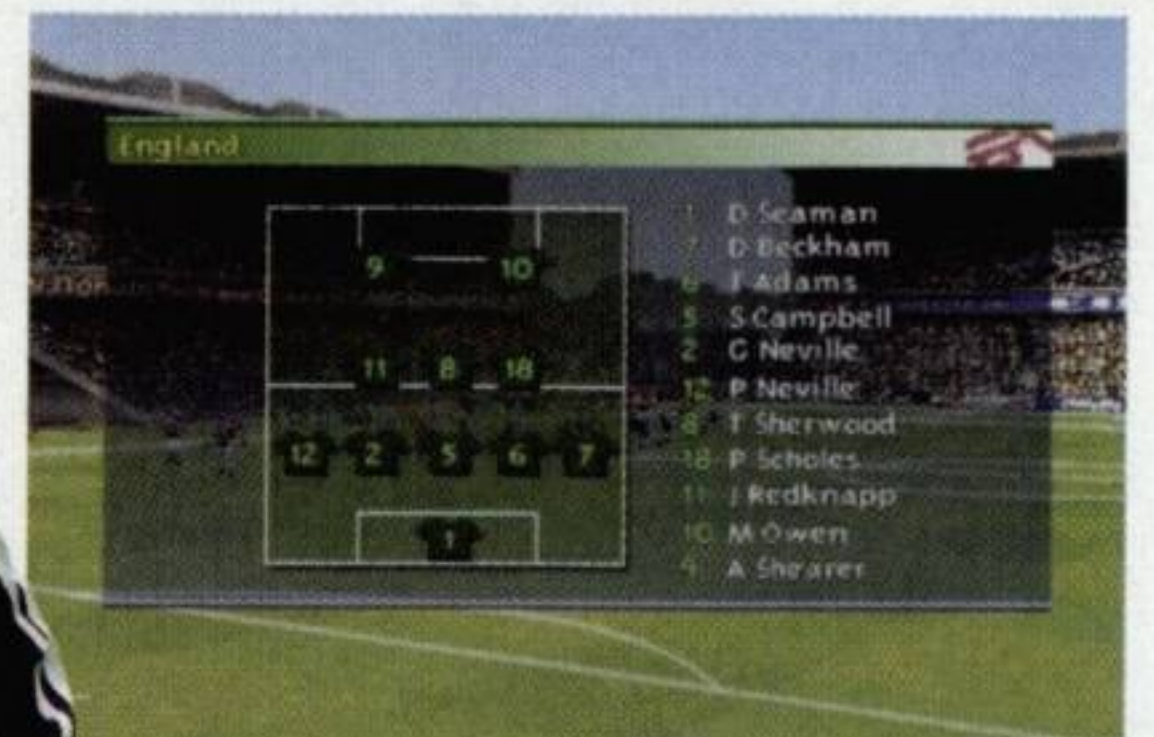 England
9 10
11 8 18
12 2 5 6 7
1
1 D Seaman
7 D Beckham
6 T Adams
5 S Campbell
2 G Neville
12 P Neville
8 T Sherwood
18 P Scholes
11 J Redknapp
10 M Owen
9 A Shearer